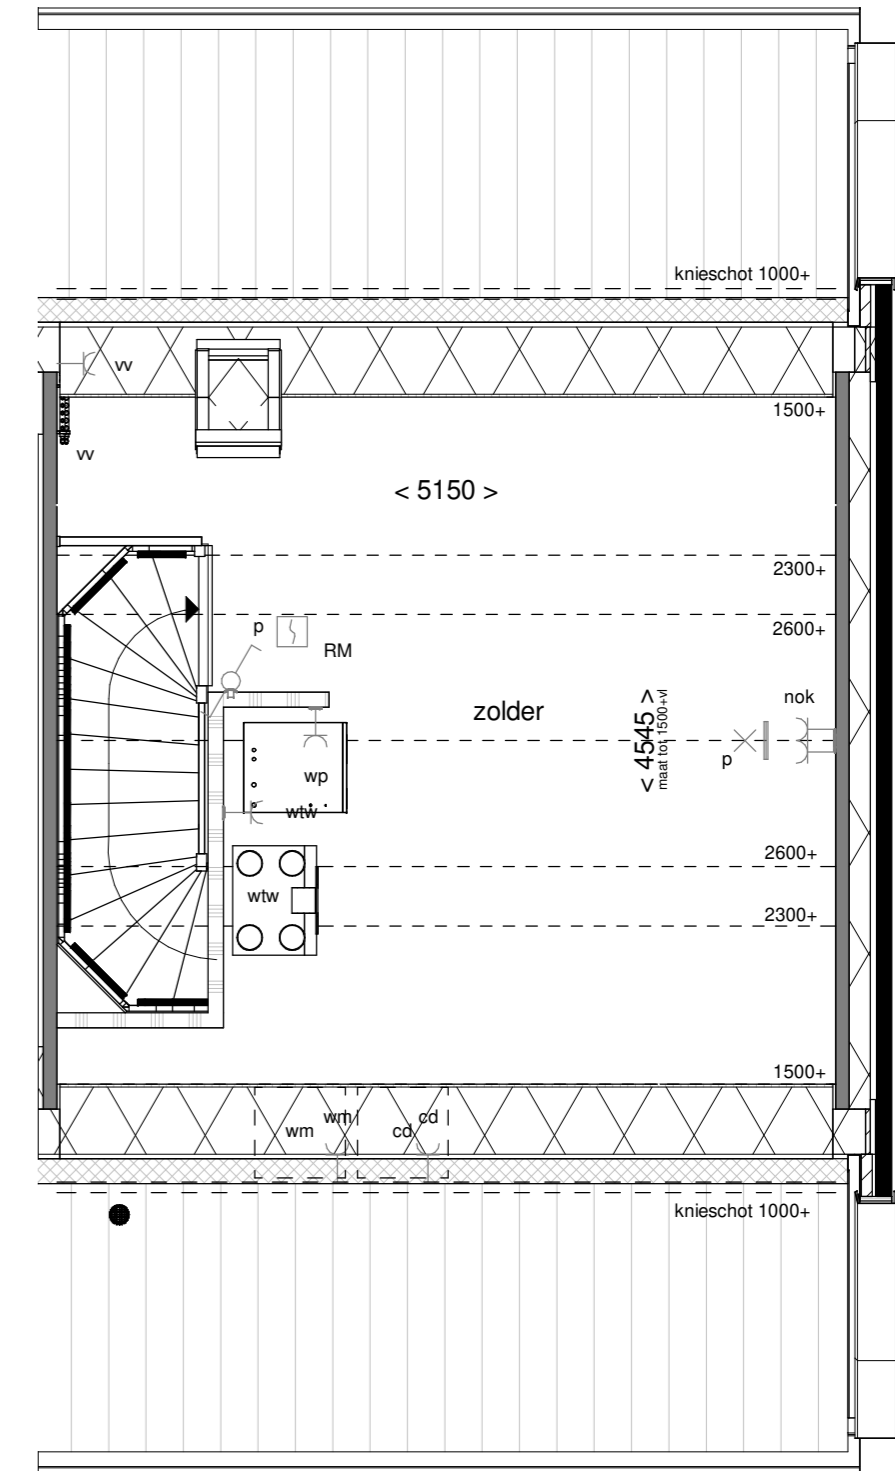 knieschot 1000+
vv
1500+
vv
< 5150 >
2300+
p
2600+
RM
nok
zolder
< 4545 >
maat tot 1500+vl
p
wp
wtw
2600+
wtw
2300+
1500+
wm
cd
wm
cd
knieschot 1000+